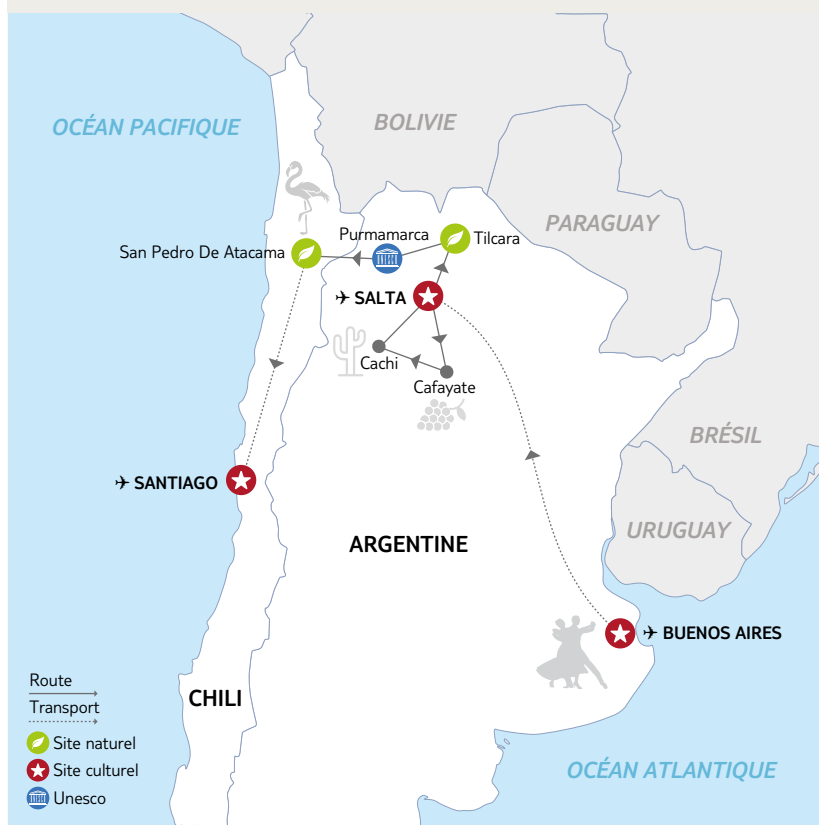 OCÉAN PACIFIQUE
BOLIVIE
PARAGUAY
Purmamarca
Tilcara
San Pedro De Atacama
SALTA
Cachi
Cafayate
BRÉSIL
SANTIAGO
URUGUAY
ARGENTINE
BUENOS AIRES
Route
CHILI
Transport
Site naturel
Site culturel
OCÉAN ATLANTIQUE
Unesco